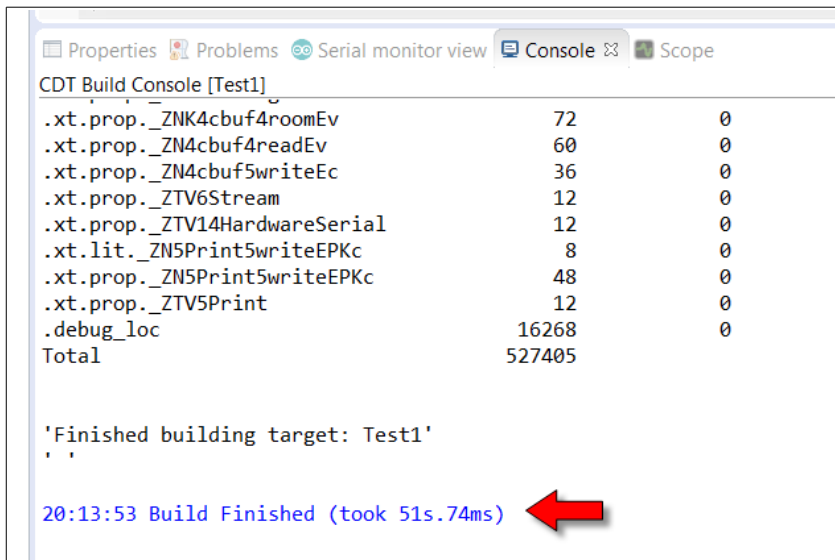 Properties Problems Serial monitor view Console Scope
CDT Build Console [Test1]
.xt.prop._ZNK4cbuf4roomEv 72 0
.xt.prop._ZN4cbuf4readEv 60 0
.xt.prop._ZN4cbuf5writeEc 36 0
.xt.prop._ZTV6Stream 12 0
.xt.prop._ZTV14HardwareSerial 12 0
.xt.lit._ZN5Print5writeEPKc 8 0
.xt.prop._ZN5Print5writeEPKc 48 0
.xt.prop._ZTV5Print 12 0
.debug_loc 16268 0
Total 527405
'Finished building target: Test1'
' '
20:13:53 Build Finished (took 51s.74ms)